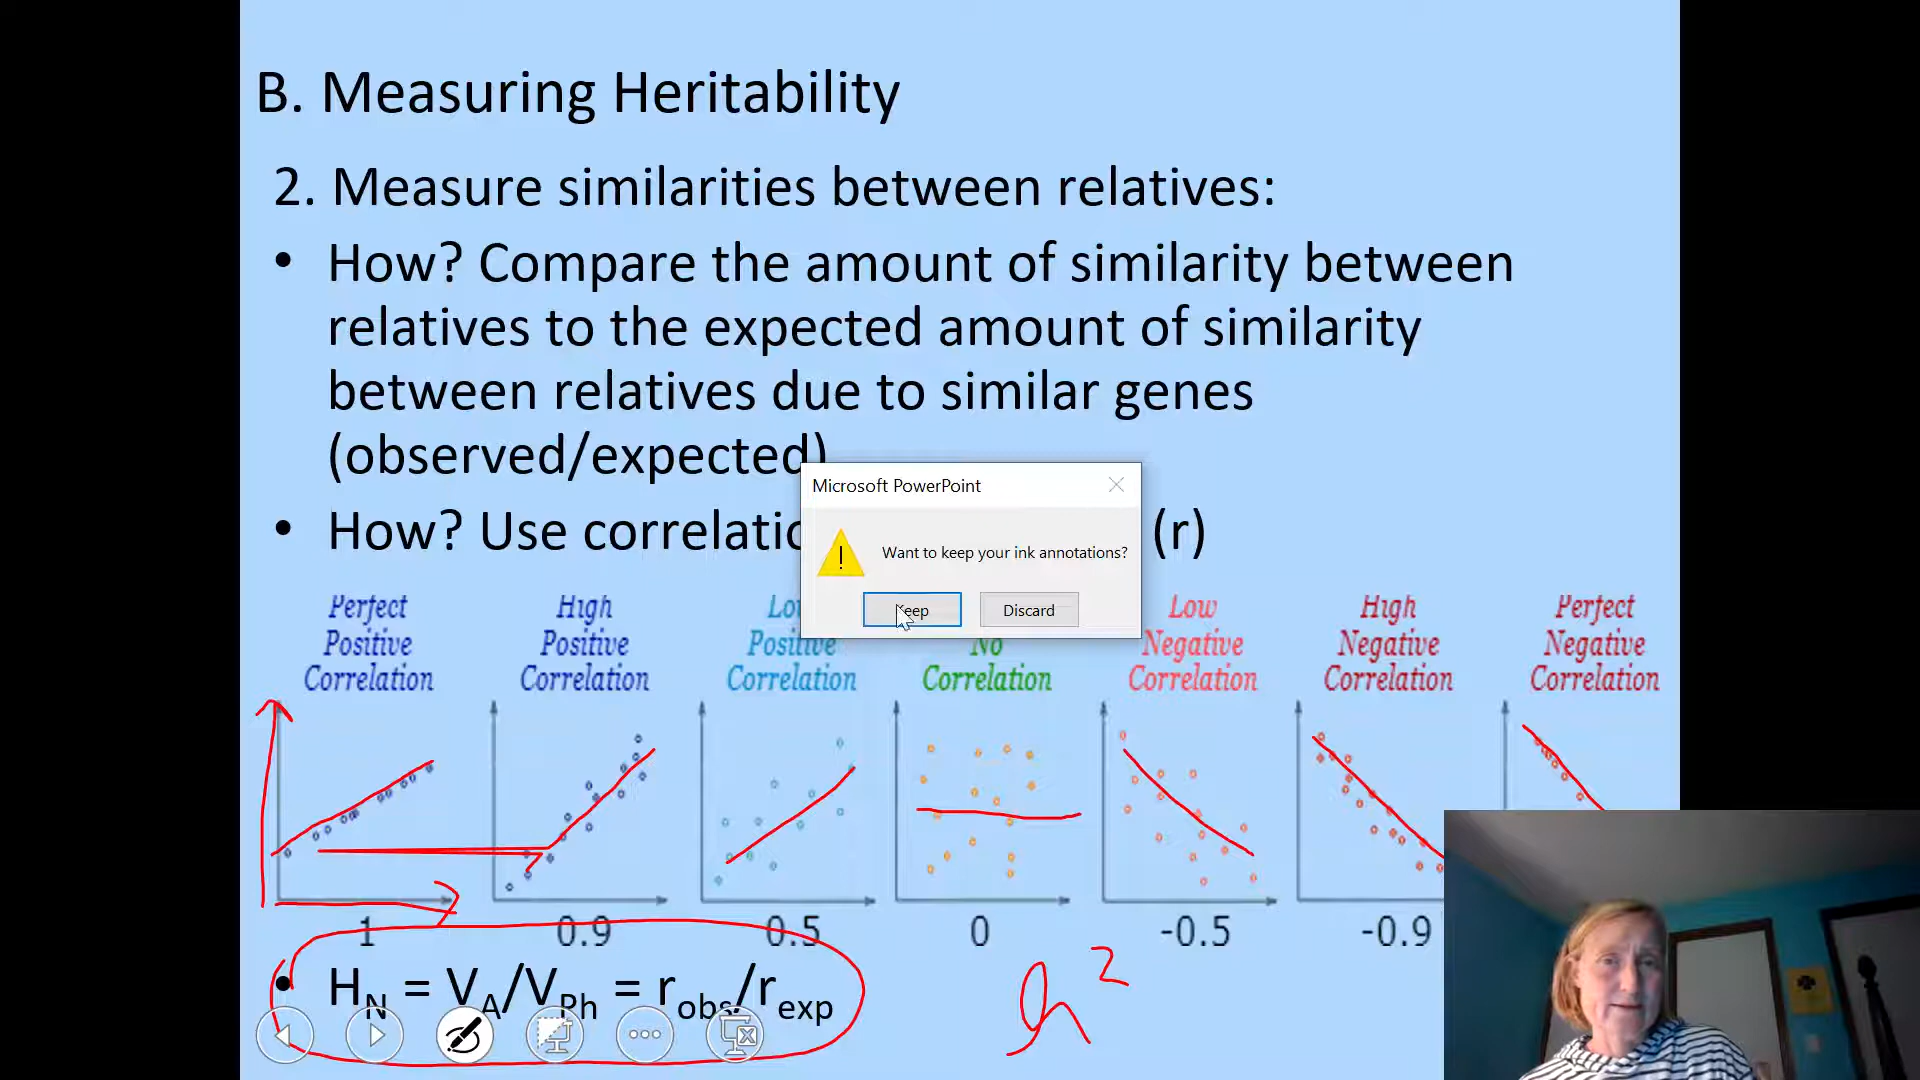 B. Measuring Heritability
2. Measure similarities between relatives:
• How? Compare the amount of similarity between
relatives to the expected amount of similarity
between relatives due to similar genes
(observed/expected)
Microsoft PowerPoint
• How? Use correlatio (r)
Want to keep your ink annotations?
Keep Discard
Perfect Positive Correlation
High Positive Correlation
Positive Correlation
No Correlation
Low Negative Correlation
High Negative Correlation
Perfect Negative Correlation
1 0.9 0.5 0 -0.5 -0.9
• H_N = V_A/V_Ph = r_obs/r_exp
h²